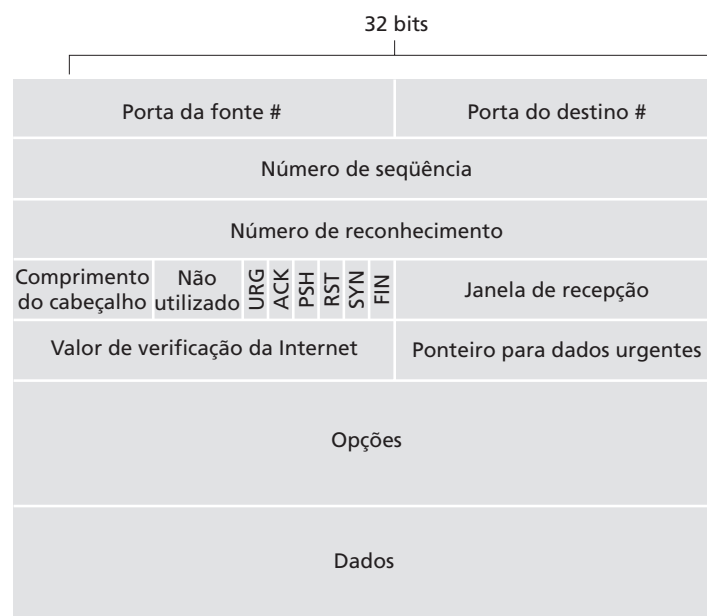 32 bits
Porta da fonte # Porta do destino #
Número de seqüência
Número de reconhecimento
Comprimento do cabeçalho Não utilizado URG ACK PSH RST SYN FIN Janela de recepção
Valor de verificação da Internet Ponteiro para dados urgentes
Opções
Dados